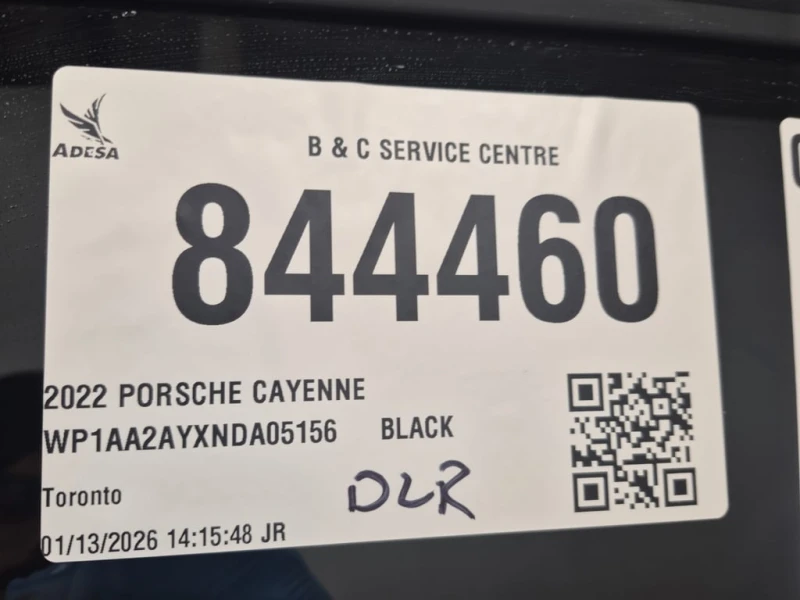 ADESA
B & C SERVICE CENTRE
844460
2022 PORSCHE CAYENNE
WP1AA2AYXNDA05156 BLACK
Toronto
DLR
01/13/2026 14:15:48 JR